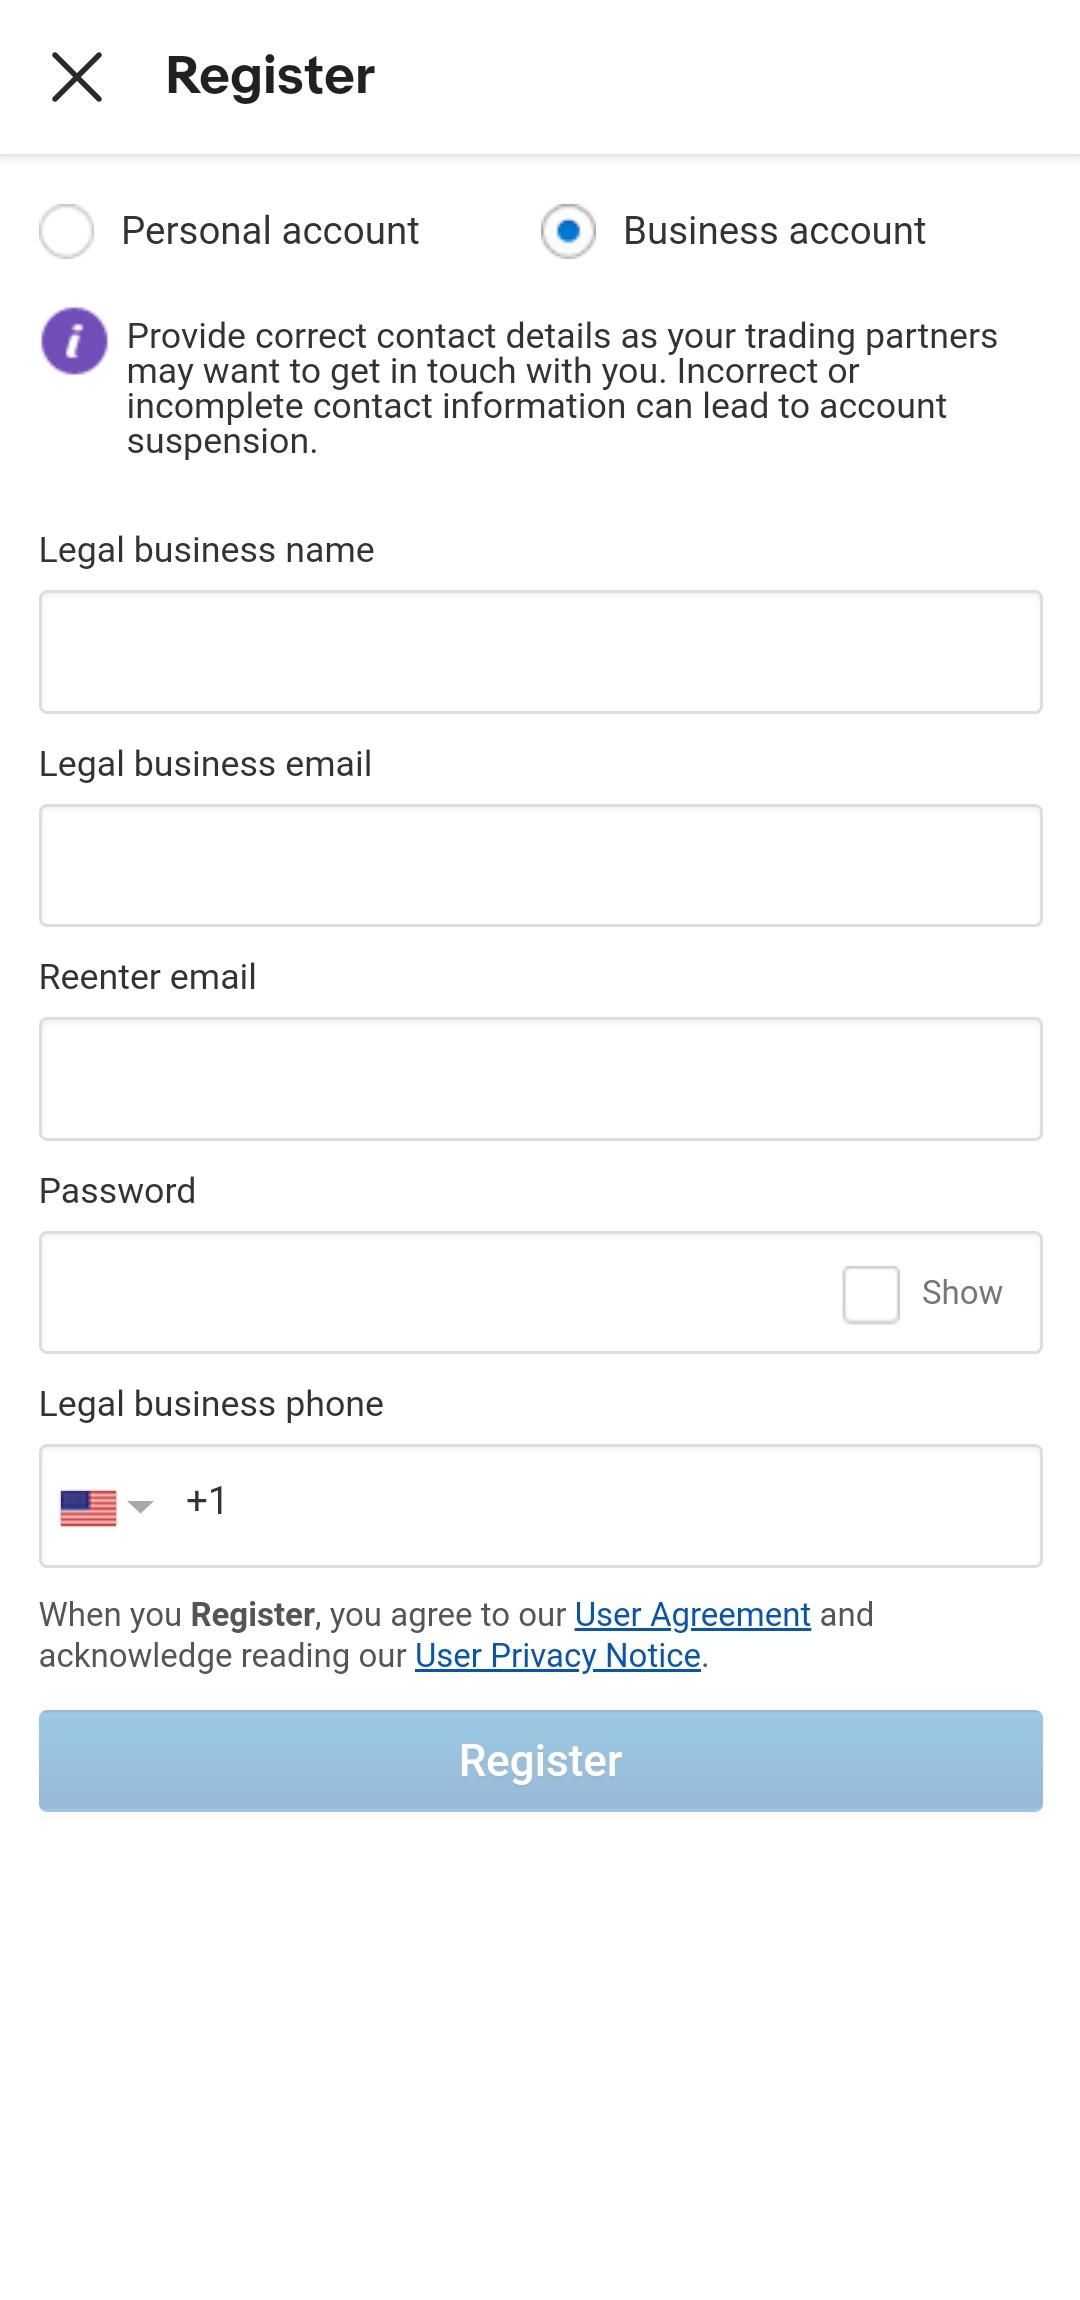 Register
Personal account
Business account
i
Provide correct contact details as your trading partners
may want to get in touch with you. Incorrect or
incomplete contact information can lead to account
suspension.
Legal business name
Legal business email
Reenter email
Password
Show
Legal business phone
+1
When you Register, you agree to our User Agreement and
acknowledge reading our User Privacy Notice.
Register